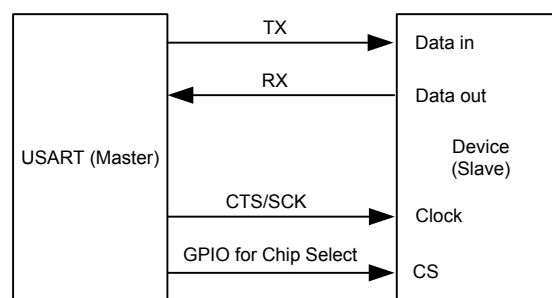 TX
Data in
RX
Data out
USART (Master)
Device
(Slave)
CTS/SCK
Clock
GPIO for Chip Select
CS